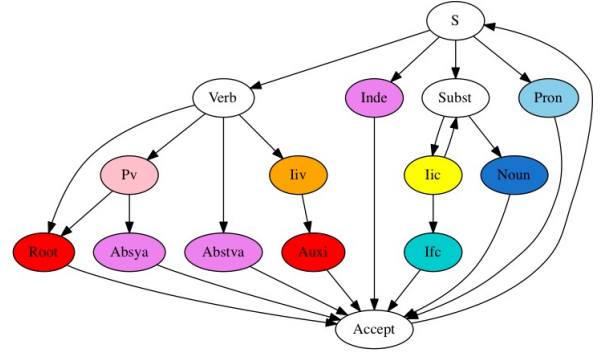 S
Verb
Inde
Subst
Pron
Pv
Iiv
Iic
Noun
Root
Absya
Abstva
Auxi
Ifc
Accept